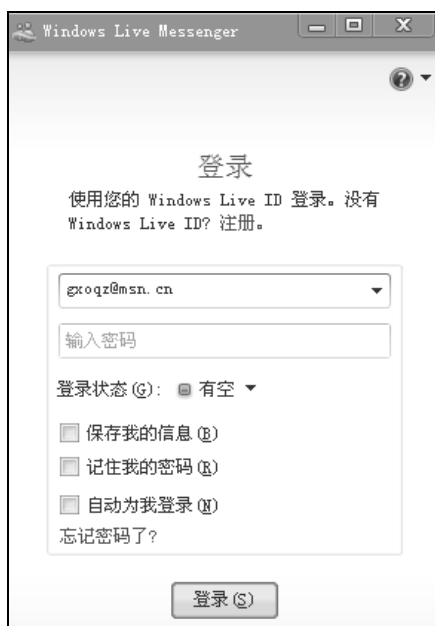 Windows Live Messenger
登录
使用您的 Windows Live ID 登录。没有
Windows Live ID? 注册。
gxoqz@msn.cn
输入密码
登录状态(G): 有空
保存我的信息(B)
记住我的密码(R)
自动为我登录(N)
忘记密码了?
登录(S)